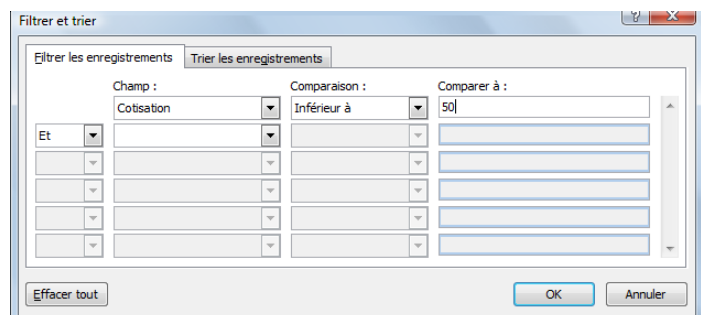 Filtrer et trier
Filtrer les enregistrements Trier les enregistrements
Champ : Comparaison : Comparer à :
Cotisation Inférieur à 50
Et
Effacer tout OK Annuler